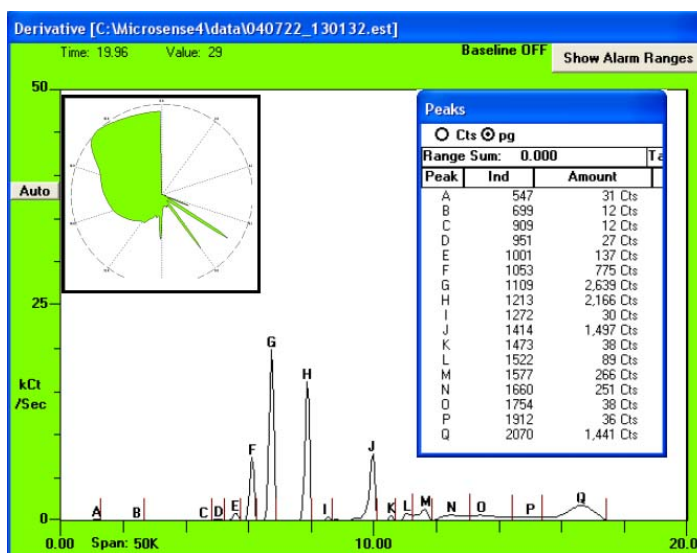 Derivative [C:\Microsense4\data\040722_130132.est]
Time: 19.96 Value: 29 Baseline OFF Show Alarm Ranges
50
25
0
kCt
/Sec
Auto
Peaks
Cts pg
Range Sum: 0.000 Ta
Peak Ind Amount
A 547 31 Cts
B 699 12 Cts
C 909 12 Cts
D 951 27 Cts
E 1001 137 Cts
F 1053 775 Cts
G 1109 2,639 Cts
H 1213 2,166 Cts
I 1272 30 Cts
J 1414 1,497 Cts
K 1473 38 Cts
L 1522 89 Cts
M 1577 266 Cts
N 1660 251 Cts
O 1754 38 Cts
P 1912 36 Cts
Q 2070 1,441 Cts
A B C D E F G H I J K L M N O P Q
0.00 Span: 50K 10.00 20.0